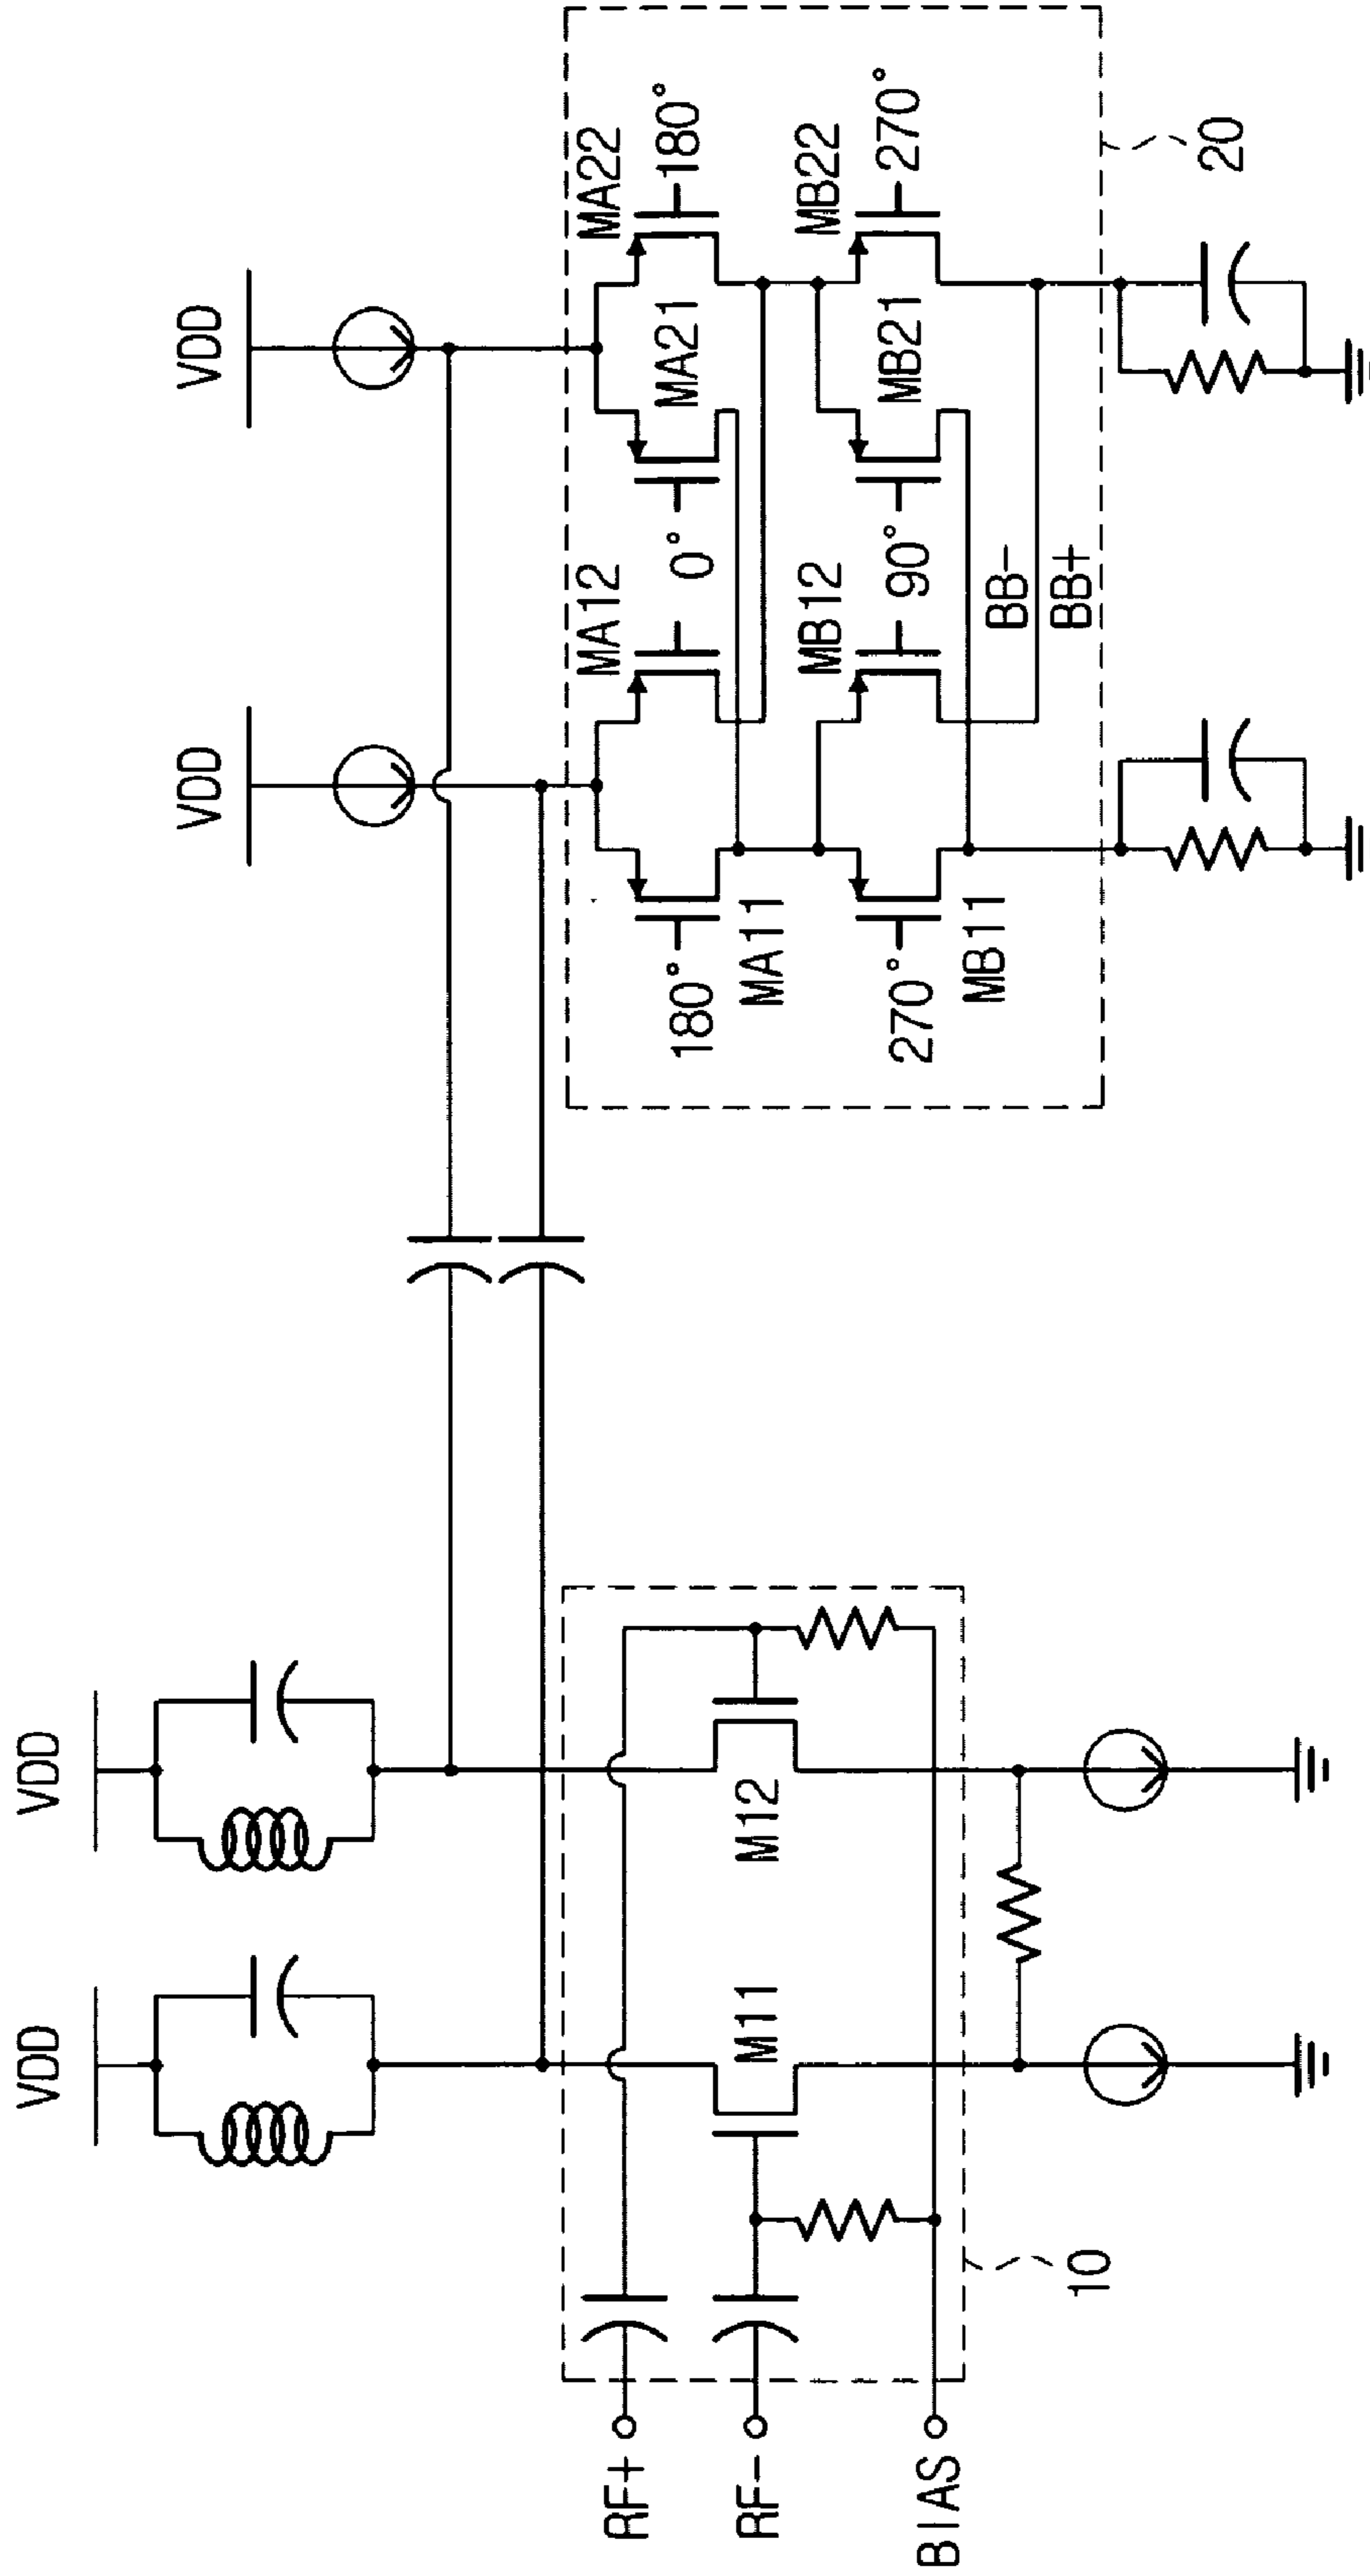 VDD
VDD
VDD
VDD
RF+
RF-
BIAS
M11
M12
10
MA12
MA22
180°
MA11
0°
MA21
180°
MB12
MB22
270°
MB11
90°
MB21
270°
BB-
BB+
20